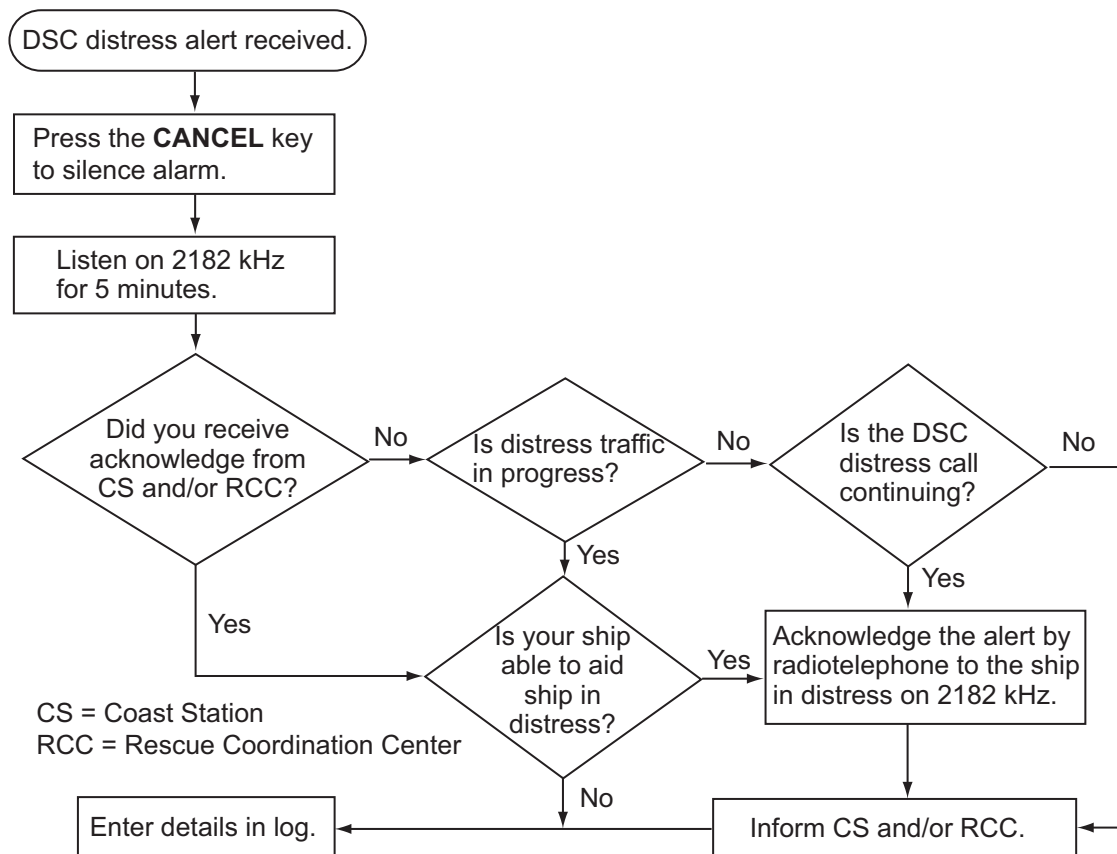 DSC distress alert received.
Press the CANCEL key
to silence alarm.
Listen on 2182 kHz
for 5 minutes.
Did you receive
acknowledge from
CS and/or RCC?
No
Is distress traffic
in progress?
No
Is the DSC
distress call
continuing?
No
Yes
Yes
Yes
Is your ship
able to aid
ship in
distress?
Yes
Acknowledge the alert by
radiotelephone to the ship
in distress on 2182 kHz.
CS = Coast Station
RCC = Rescue Coordination Center
No
Enter details in log.
Inform CS and/or RCC.